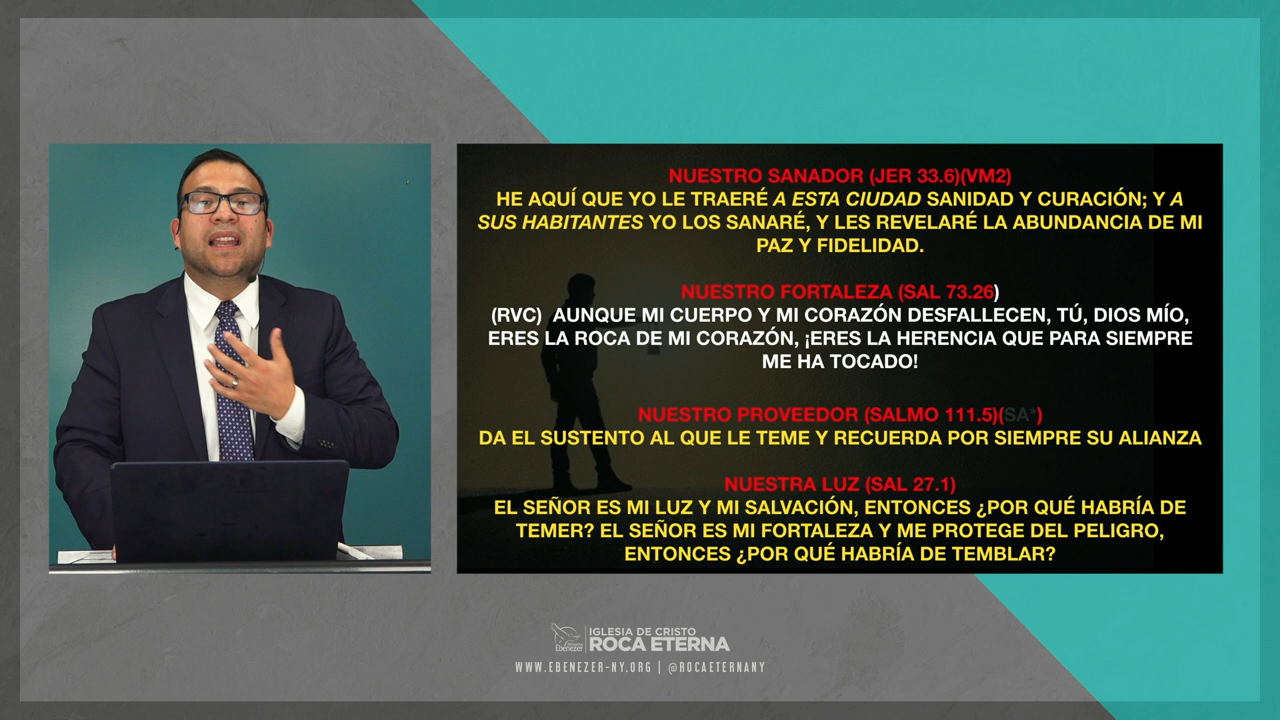 NUESTRO SANADOR (JER 33.6)(VM2)
HE AQUÍ QUE YO LE TRAERÉ A ESTA CIUDAD SANIDAD Y CURACIÓN; Y A
SUS HABITANTES YO LOS SANARÉ, Y LES REVELARÉ LA ABUNDANCIA DE MI
PAZ Y FIDELIDAD.
NUESTRO FORTALEZA (SAL 73.26)
(RVC) AUNQUE MI CUERPO Y MI CORAZÓN DESFALLECEN, TÚ, DIOS MÍO,
ERES LA ROCA DE MI CORAZÓN, ¡ERES LA HERENCIA QUE PARA SIEMPRE
ME HA TOCADO!
NUESTRO PROVEEDOR (SALMO 111.5)(SA*)
DA EL SUSTENTO AL QUE LE TEME Y RECUERDA POR SIEMPRE SU ALIANZA
NUESTRA LUZ (SAL 27.1)
EL SEÑOR ES MI LUZ Y MI SALVACIÓN, ENTONCES ¿POR QUÉ HABRÍA DE
TEMER? EL SEÑOR ES MI FORTALEZA Y ME PROTEGE DEL PELIGRO,
ENTONCES ¿POR QUÉ HABRÍA DE TEMBLAR?
IGLESIA DE CRISTO
ROCA ETERNA
Ebenezer
WWW.EBENEZER-NY.ORG | @ROCAETERNANY